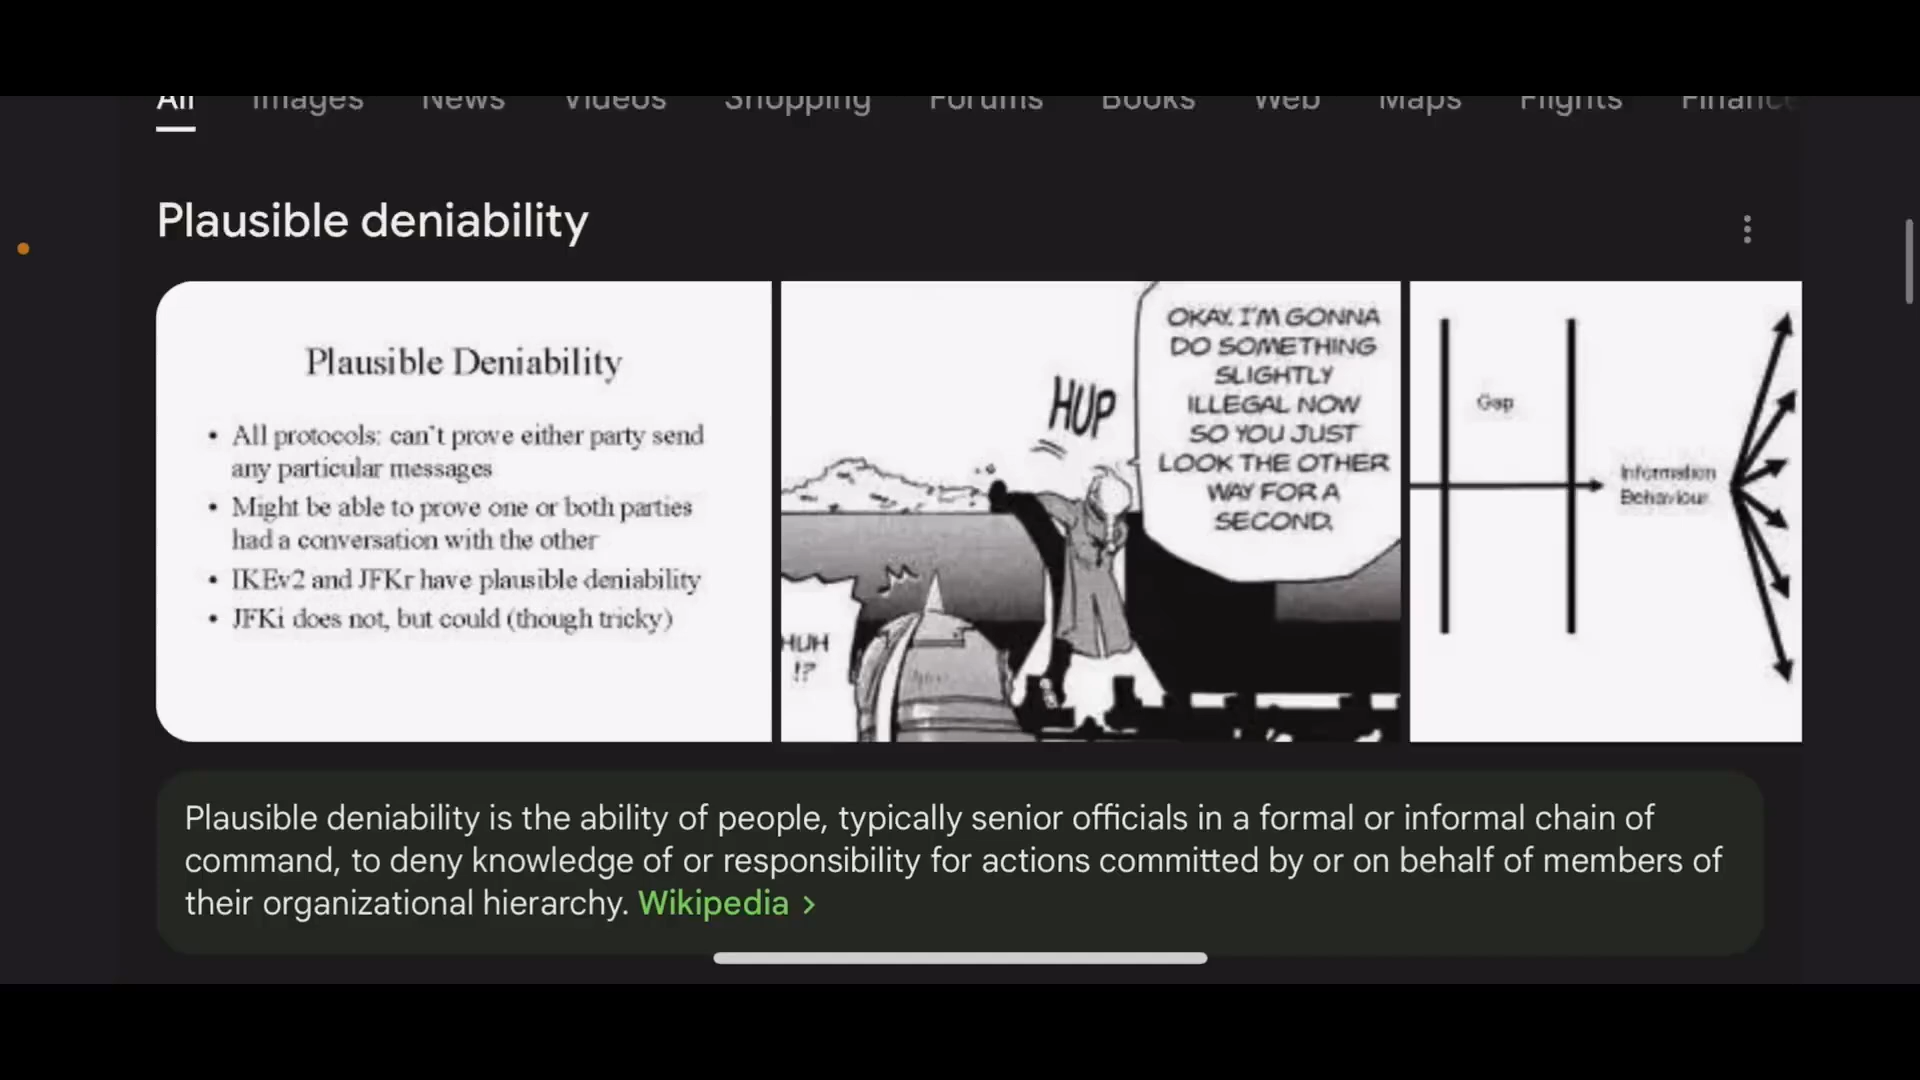 All Images News Videos Shopping Forums Books Web Maps Flights Finance
Plausible deniability
Plausible Deniability
• All protocols: can't prove either party send
any particular messages
• Might be able to prove one or both parties
had a conversation with the other
• IKEv2 and JFKr have plausible deniability
• JFKi does not, but could (though tricky)
HUP
OKAY. I'M GONNA
DO SOMETHING
SLIGHTLY
ILLEGAL NOW
SO YOU JUST
LOOK THE OTHER
WAY FOR A
SECOND.
HUH
!?
Gap
Information
Behaviour
Plausible deniability is the ability of people, typically senior officials in a formal or informal chain of
command, to deny knowledge of or responsibility for actions committed by or on behalf of members of
their organizational hierarchy. Wikipedia >